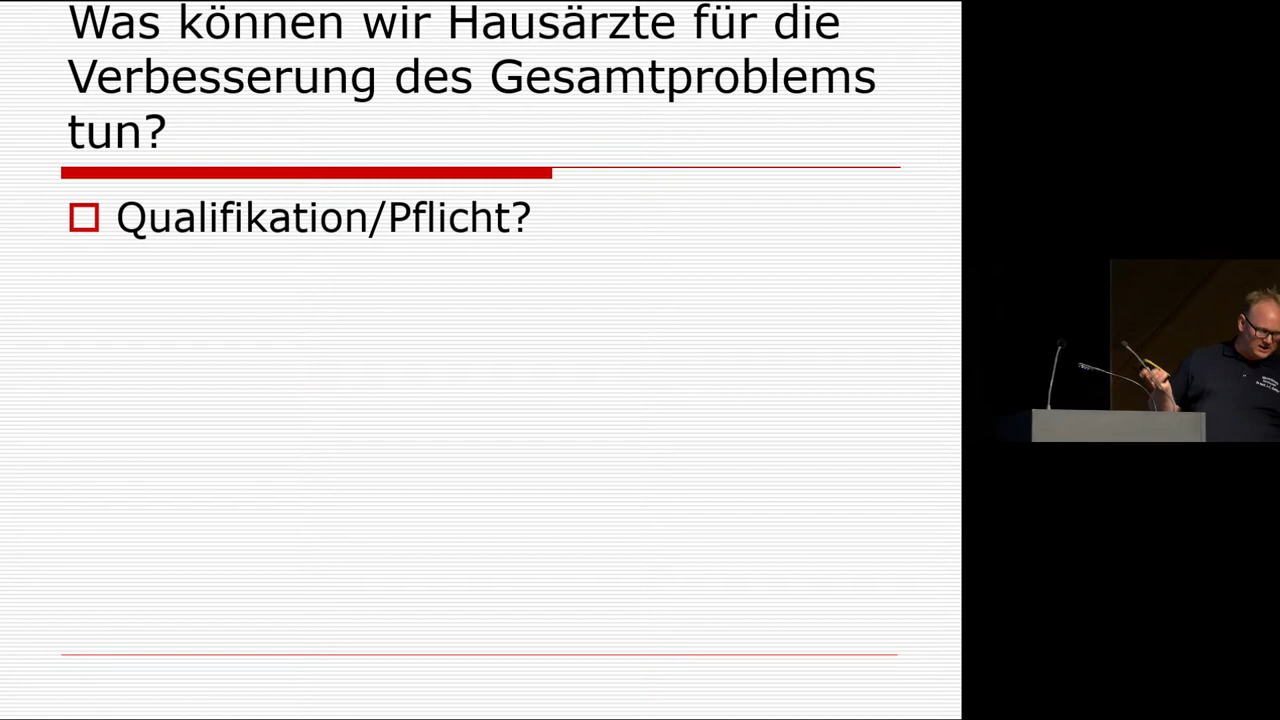 Was können wir Hausärzte für die
Verbesserung des Gesamtproblems
tun?
Qualifikation/Pflicht?